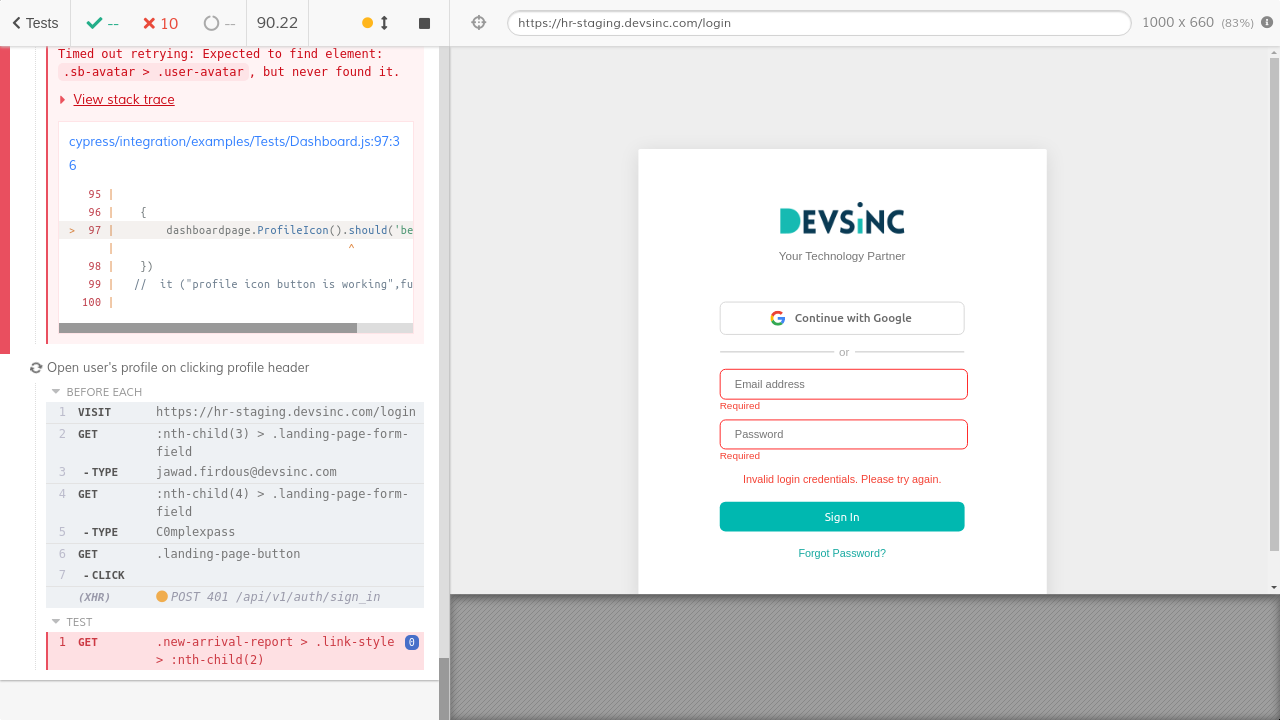 Tests
--
10
--
90.22
https://hr-staging.devsinc.com/login
1000 x 660 (83%)
Timed out retrying: Expected to find element:
.sb-avatar > .user-avatar, but never found it.
View stack trace
cypress/integration/examples/Tests/Dashboard.js:97:3
6
95 |
96 | {
> 97 | dashboardpage.ProfileIcon().should('be
| ^
98 | })
99 | // it ("profile icon button is working",fu
100 |
Open user's profile on clicking profile header
BEFORE EACH
1 VISIT https://hr-staging.devsinc.com/login
2 GET :nth-child(3) > .landing-page-form-
field
3 -TYPE jawad.firdous@devsinc.com
4 GET :nth-child(4) > .landing-page-form-
field
5 -TYPE C0mplexpass
6 GET .landing-page-button
7 -CLICK
(XHR) POST 401 /api/v1/auth/sign_in
TEST
1 GET .new-arrival-report > .link-style 0
> :nth-child(2)
DEVSiNC
Your Technology Partner
Continue with Google
or
Email address
Required
Password
Required
Invalid login credentials. Please try again.
Sign In
Forgot Password?